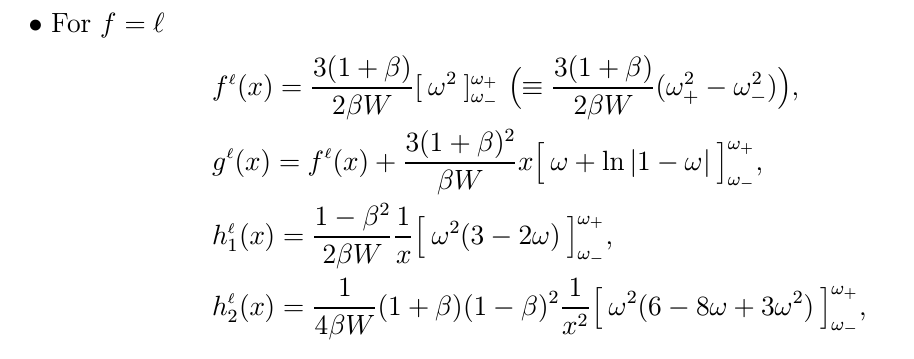 • For f = ℓ
f^ℓ(x) = \frac{3(1 + β)}{2βW} [ ω^2 ]^{ω_+}_{ω_-} ( ≡ \frac{3(1 + β)}{2βW} (ω_+^2 − ω_-^2) ),
g^ℓ(x) = f^ℓ(x) + \frac{3(1 + β)^2}{βW} x [ ω + ln |1 − ω| ]^{ω_+}_{ω_-},
h_1^ℓ(x) = \frac{1 − β^2}{2βW} \frac{1}{x} [ ω^2(3 − 2ω) ]^{ω_+}_{ω_-},
h_2^ℓ(x) = \frac{1}{4βW} (1 + β)(1 − β)^2 \frac{1}{x^2} [ ω^2(6 − 8ω + 3ω^2) ]^{ω_+}_{ω_-},